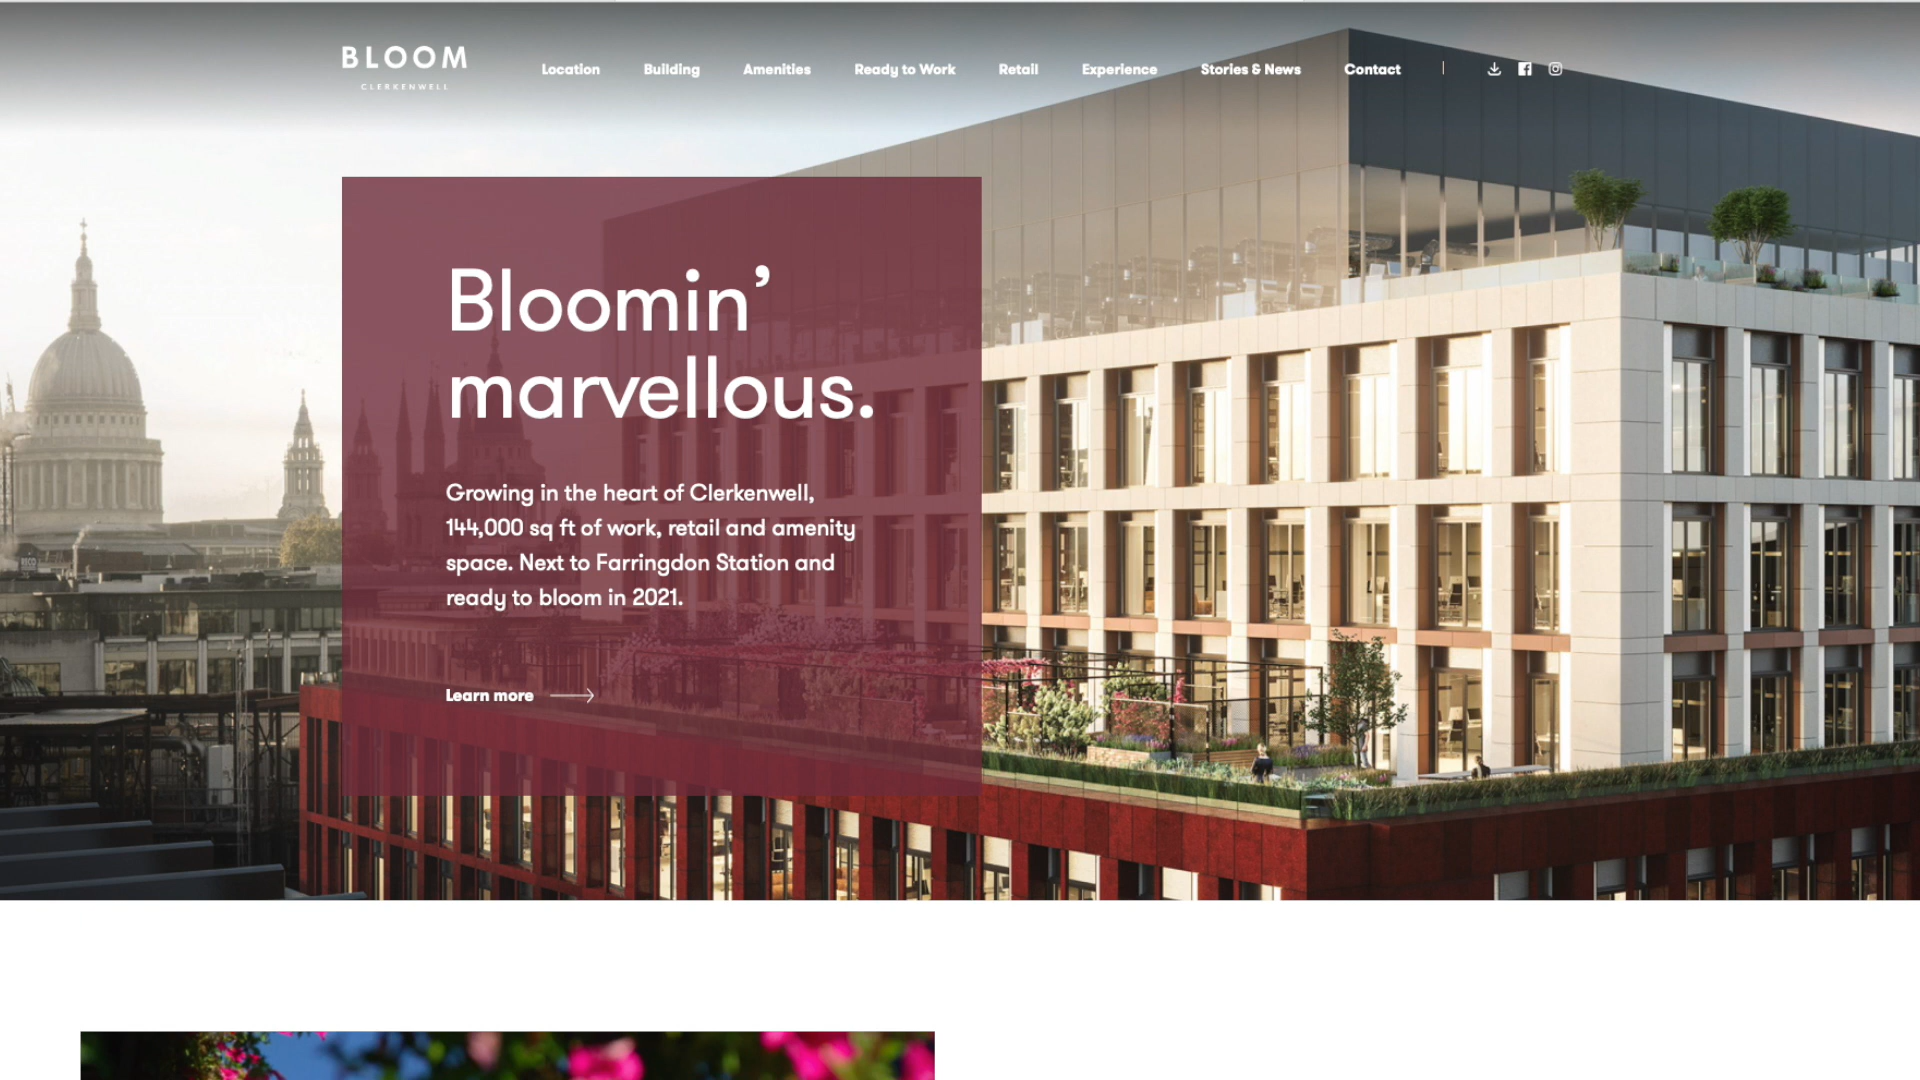 BLOOM
CLERKENWELL
Location
Building
Amenities
Ready to Work
Retail
Experience
Stories & News
Contact
Bloomin’
marvellous.
Growing in the heart of Clerkenwell,
144,000 sq ft of work, retail and amenity
space. Next to Farringdon Station and
ready to bloom in 2021.
Learn more